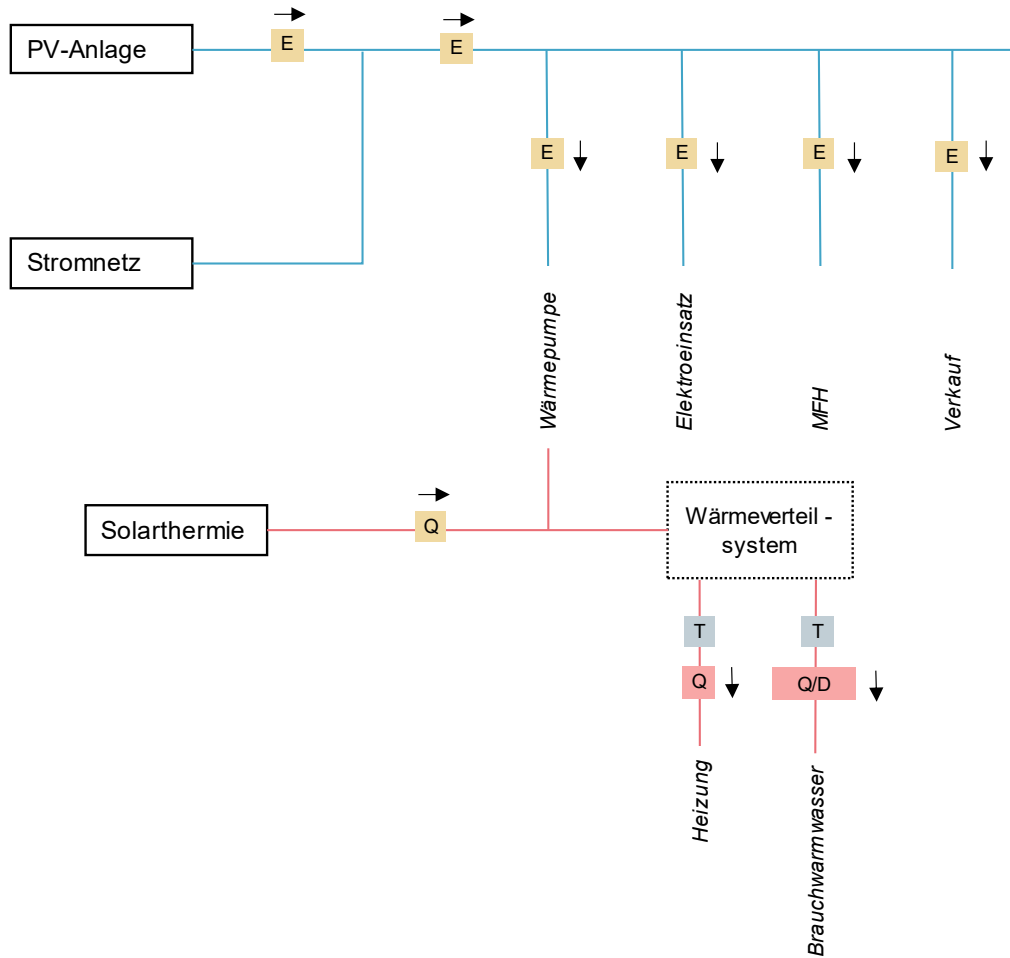 PV-Anlage
E
E
E
E
E
E
Stromnetz
Wärmepumpe
Elektroeinsatz
MFH
Verkauf
Solarthermie
Q
Wärmeverteil -
system
T
T
Q
Q/D
Heizung
Brauchwarmwasser